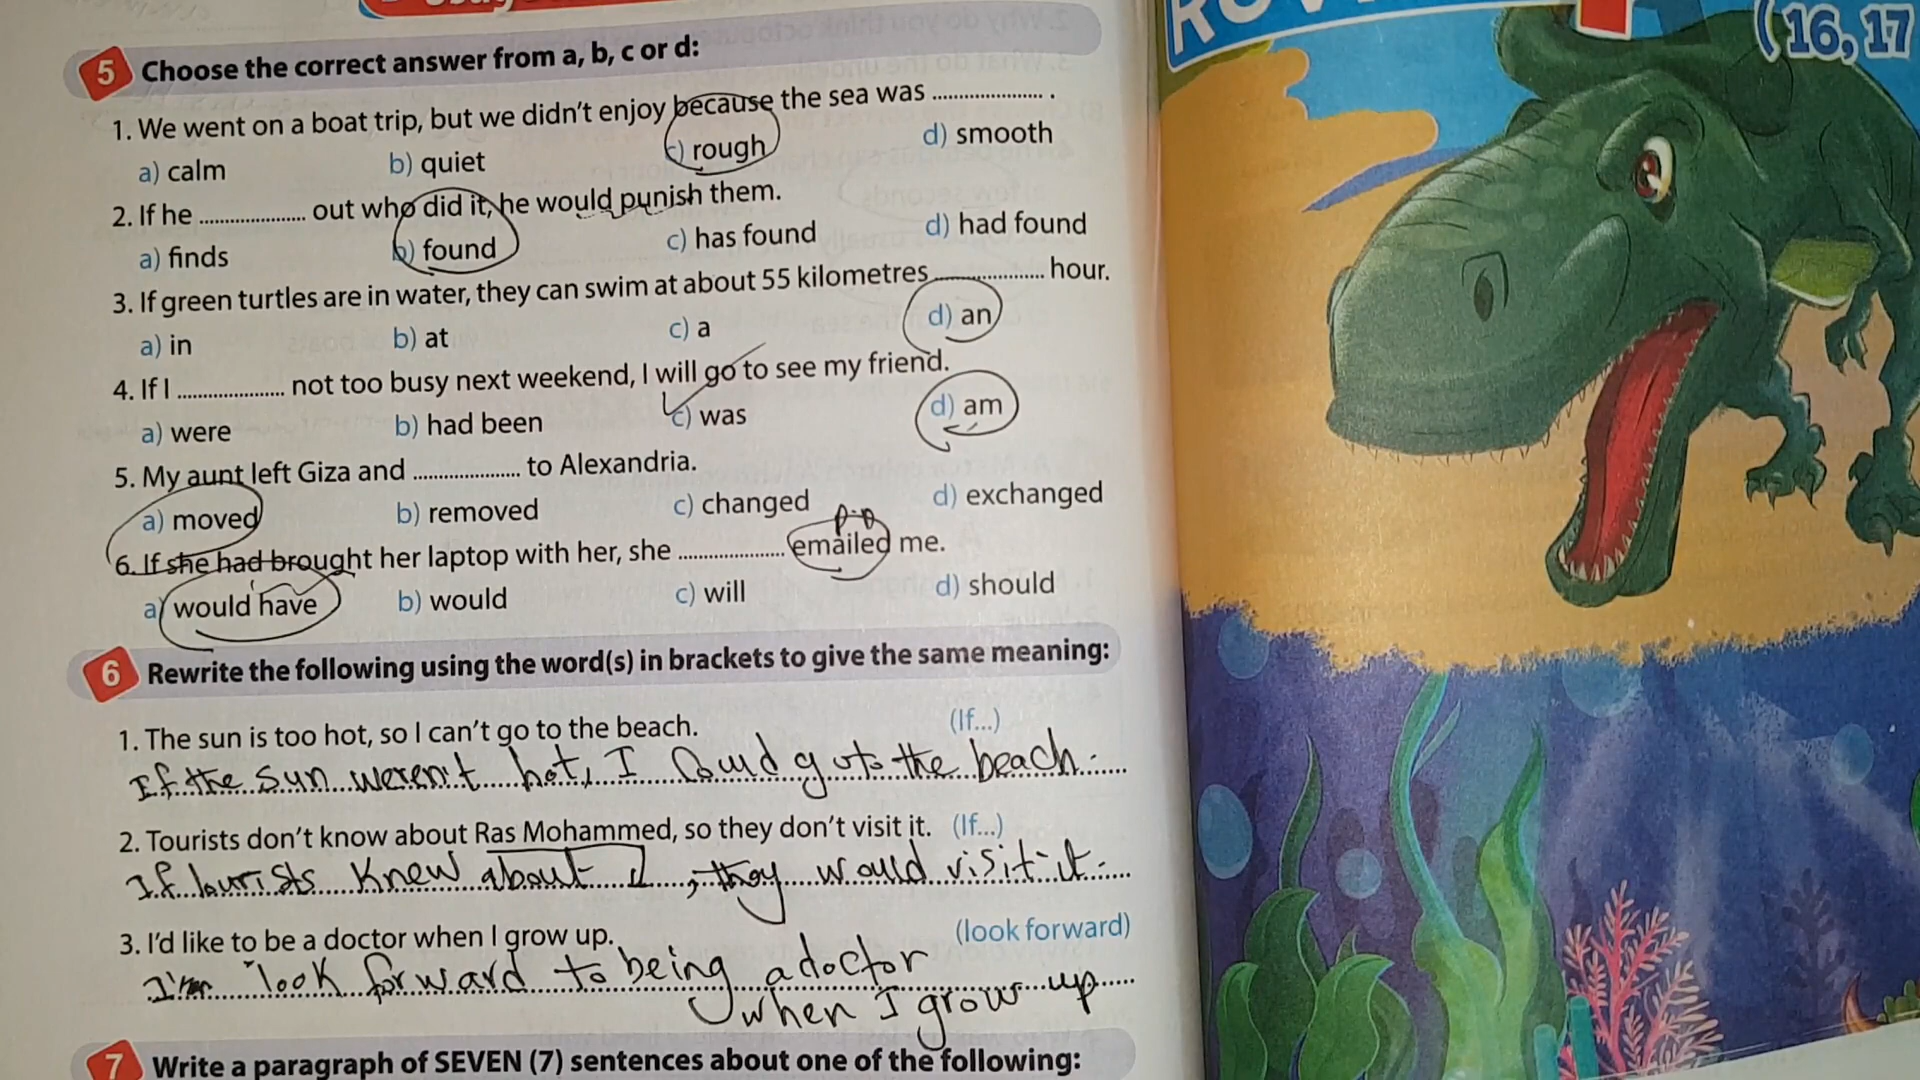 5 Choose the correct answer from a, b, c or d:
1. We went on a boat trip, but we didn't enjoy because the sea was .................... .
a) calm b) quiet c) rough d) smooth
2. If he .................... out who did it, he would punish them.
a) finds b) found c) has found d) had found
3. If green turtles are in water, they can swim at about 55 kilometres .................... hour.
a) in b) at c) a d) an
4. If I .................... not too busy next weekend, I will go to see my friend.
a) were b) had been c) was d) am
5. My aunt left Giza and .................... to Alexandria.
a) moved b) removed c) changed d) exchanged
p.p
6. If she had brought her laptop with her, she .................... emailed me.
a) would have b) would c) will d) should
6 Rewrite the following using the word(s) in brackets to give the same meaning:
1. The sun is too hot, so I can't go to the beach. (If...)
If the sun weren't hot, I could go to the beach.
2. Tourists don't know about Ras Mohammed, so they don't visit it. (If...)
If tourists knew about , they would visit it.
3. I'd like to be a doctor when I grow up. (look forward)
I'm look forward to being a doctor
when I grow up
7 Write a paragraph of SEVEN (7) sentences about one of the following:
(16, 17